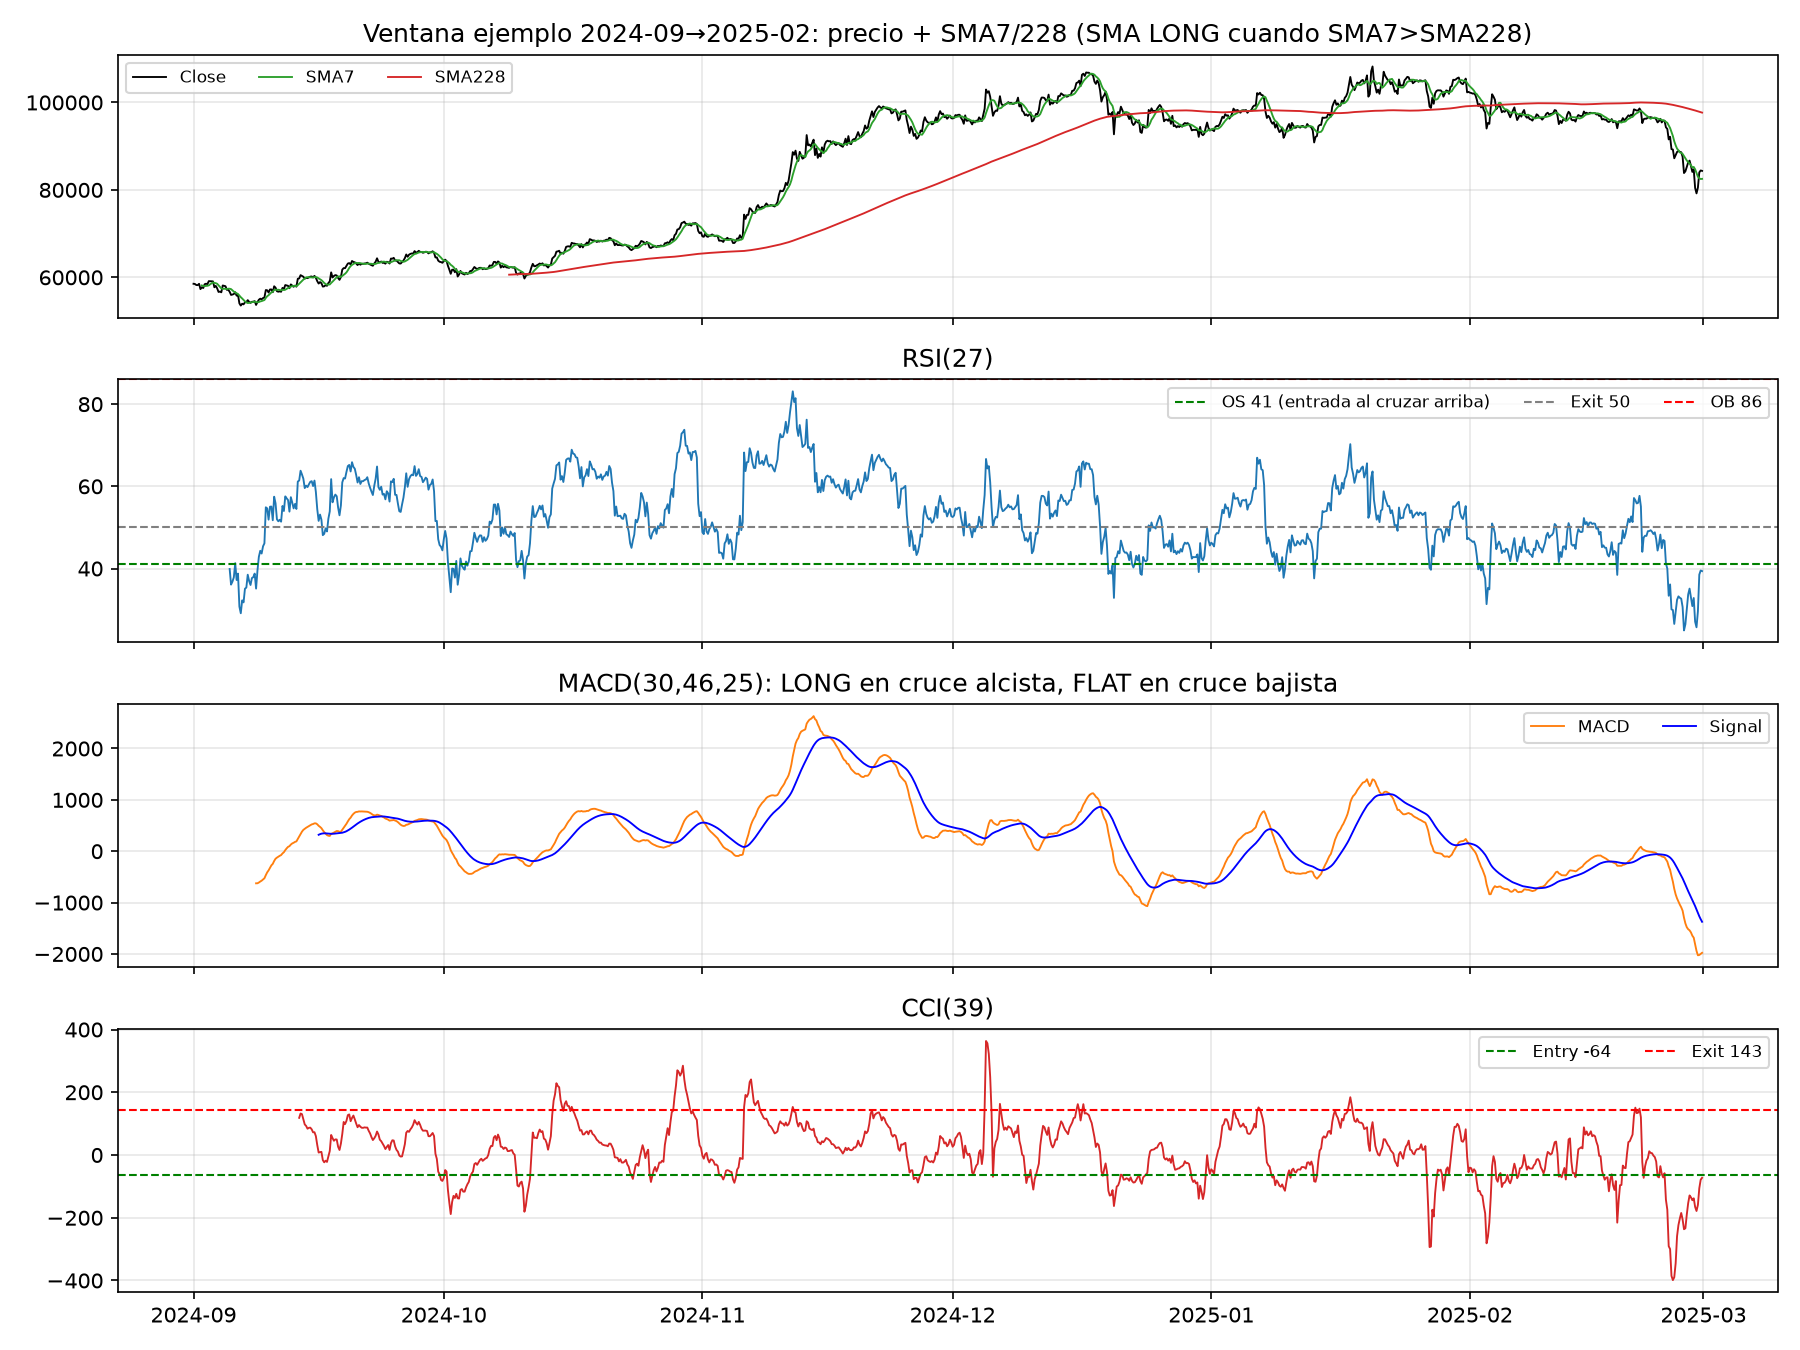 Ventana ejemplo 2024-09→2025-02: precio + SMA7/228 (SMA LONG cuando SMA7>SMA228)
Close SMA7 SMA228
100000
80000
60000
RSI(27)
OS 41 (entrada al cruzar arriba) Exit 50 OB 86
80
60
40
MACD(30,46,25): LONG en cruce alcista, FLAT en cruce bajista
MACD Signal
2000
1000
0
−1000
−2000
CCI(39)
Entry -64 Exit 143
400
200
0
−200
−400
2024-09 2024-10 2024-11 2024-12 2025-01 2025-02 2025-03